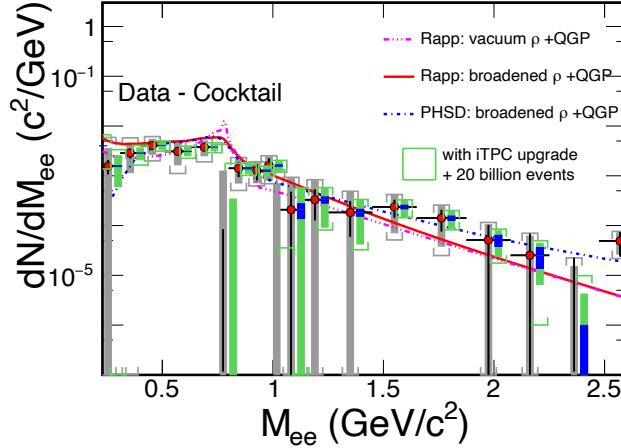 1
10⁻¹
10⁻⁵
dN/dMₑₑ (c²/GeV)
Data - Cocktail
Rapp: vacuum ρ +QGP
Rapp: broadened ρ +QGP
PHSD: broadened ρ +QGP
with iTPC upgrade
+ 20 billion events
0.5 1 1.5 2 2.5
Mₑₑ (GeV/c²)